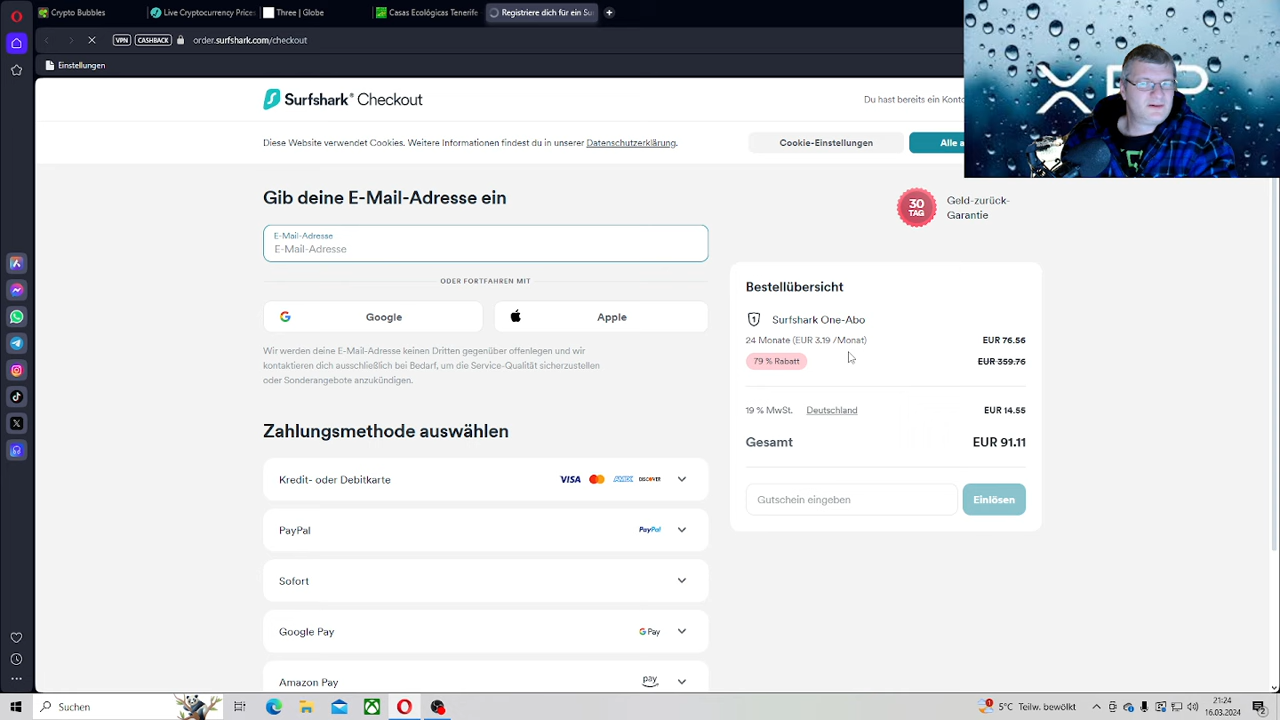 Crypto Bubbles
Live Cryptocurrency Prices
Three | Globe
Casas Ecológicas Tenerife
Registriere dich für ein Su
VPN
CASHBACK
order.surfshark.com/checkout
Einstellungen
Surfshark® Checkout
Du hast bereits ein Konto
Diese Website verwendet Cookies. Weitere Informationen findest du in unserer Datenschutzerklärung.
Cookie-Einstellungen
Alle a
Gib deine E-Mail-Adresse ein
E-Mail-Adresse
E-Mail-Adresse
ODER FORTFAHREN MIT
Google
Apple
Wir werden deine E-Mail-Adresse keinen Dritten gegenüber offenlegen und wir
kontaktieren dich ausschließlich bei Bedarf, um die Service-Qualität sicherzustellen
oder Sonderangebote anzukündigen.
Zahlungsmethode auswählen
Kredit- oder Debitkarte
VISA
AMEX
DISCOVER
PayPal
PayPal
Sofort
Google Pay
G Pay
Amazon Pay
pay
30
TAG
Geld-zurück-
Garantie
Bestellübersicht
1
Surfshark One-Abo
24 Monate (EUR 3.19 /Monat)
EUR 76.56
79 % Rabatt
EUR 359.76
19 % MwSt.
Deutschland
EUR 14.55
Gesamt
EUR 91.11
Gutschein eingeben
Einlösen
Suchen
5°C Teilw. bewölkt
21:24
16.03.2024
2